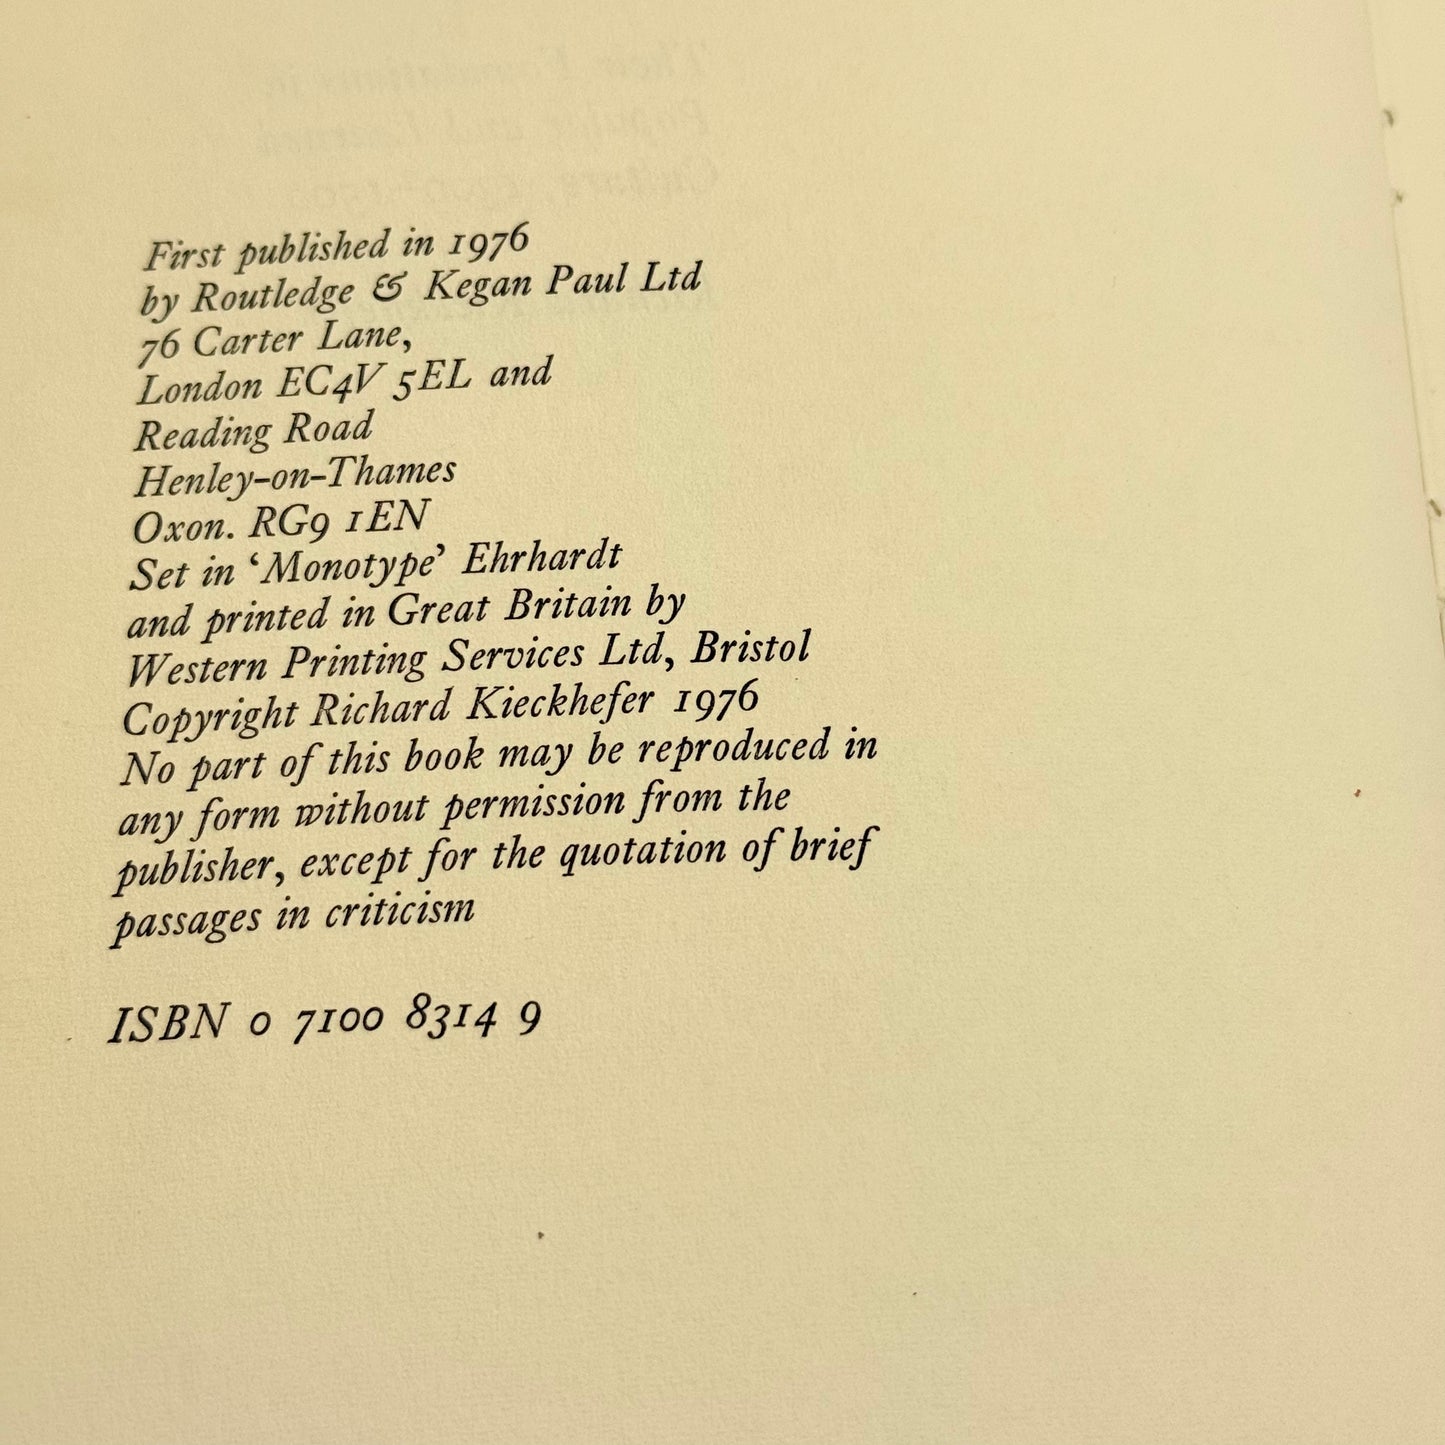 First published in 1976
by Routledge & Kegan Paul Ltd
76 Carter Lane,
London EC4V 5EL and
Reading Road
Henley-on-Thames
Oxon. RG9 1EN
Set in ‘Monotype’ Ehrhardt
and printed in Great Britain by
Western Printing Services Ltd, Bristol
Copyright Richard Kieckhefer 1976
No part of this book may be reproduced in
any form without permission from the
publisher, except for the quotation of brief
passages in criticism
ISBN 0 7100 8314 9